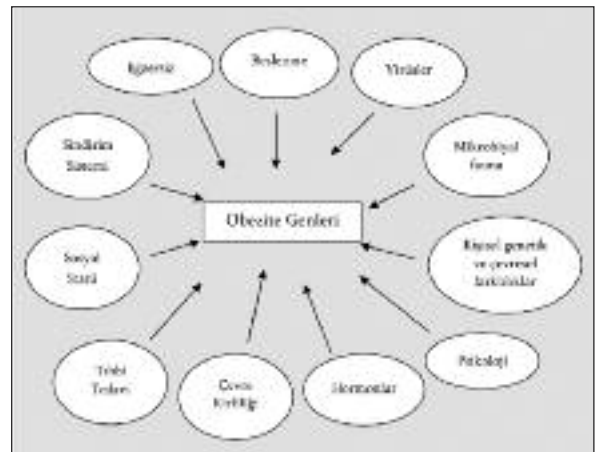 Egzersiz
Beslenme
Virüsler
Sindirim
Sistemi
Mikrobiyal
flora
Obezite Genleri
Sosyal
Statü
Kişisel genetik
ve çevresel
farklılıklar
Tıbbi
Tedavi
Çevre
Kirliliği
Hormonlar
Psikoloji